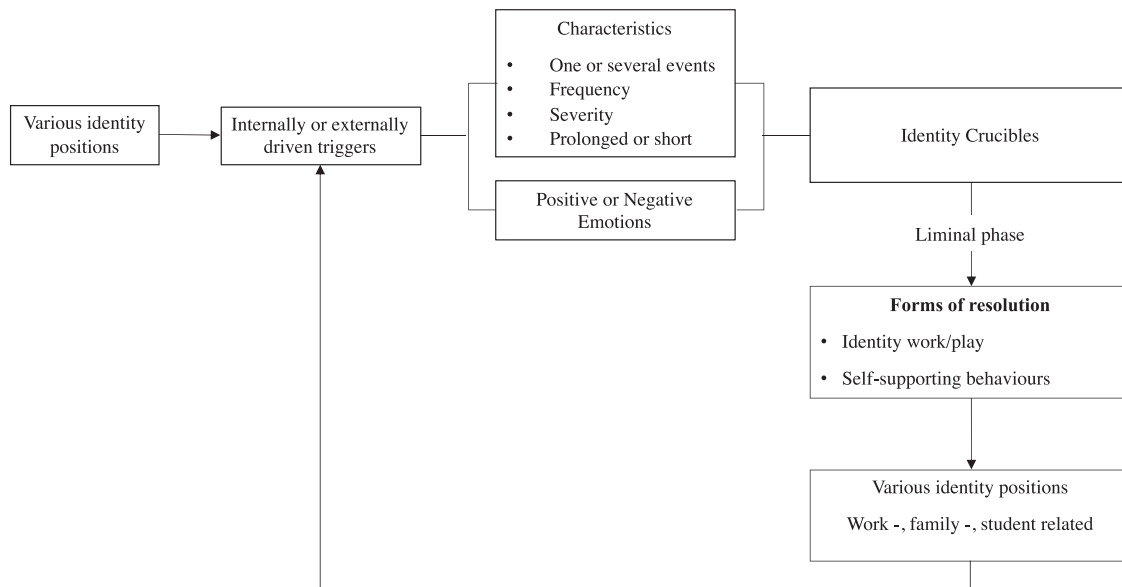 Various identity
positions
Internally or externally
driven triggers
Characteristics
• One or several events
• Frequency
• Severity
• Prolonged or short
Positive or Negative
Emotions
Identity Crucibles
Liminal phase
Forms of resolution
• Identity work/play
• Self-supporting behaviours
Various identity positions
Work -, family -, student related